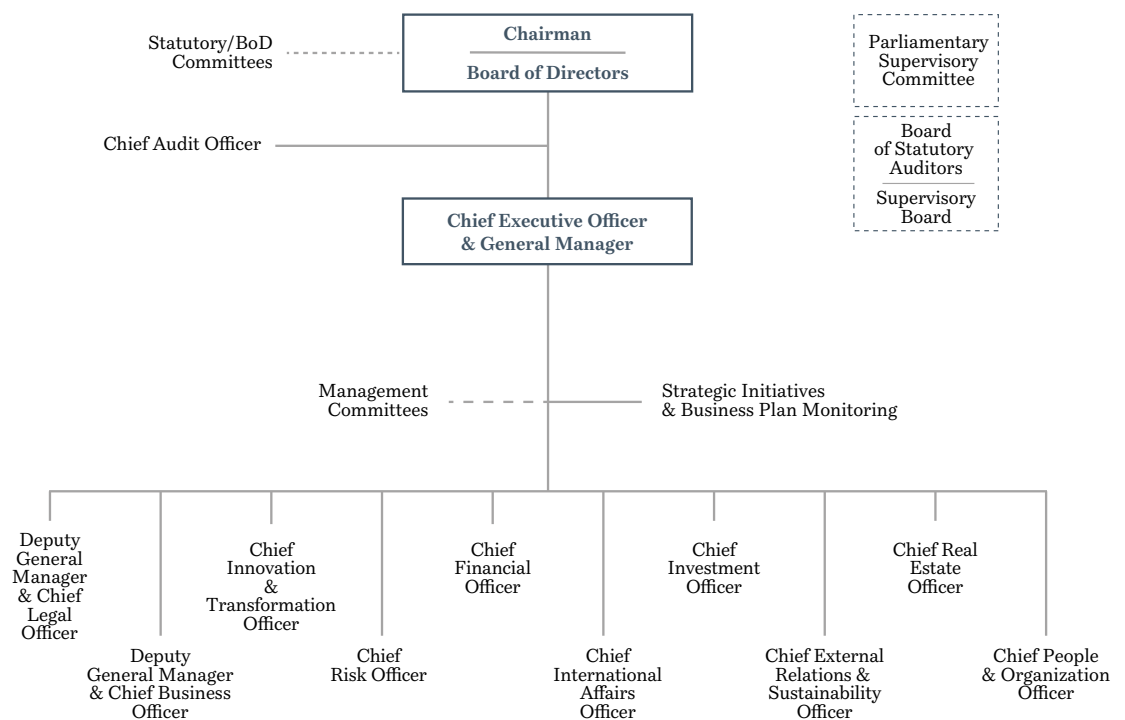 Statutory/BoD
Committees
Chairman
Board of Directors
Parliamentary
Supervisory
Committee
Chief Audit Officer
Board
of Statutory
Auditors
Supervisory
Board
Chief Executive Officer
& General Manager
Management
Committees
Strategic Initiatives
& Business Plan Monitoring
Deputy
General
Manager
& Chief
Legal
Officer
Deputy
General Manager
& Chief Business
Officer
Chief
Innovation
&
Transformation
Officer
Chief
Risk Officer
Chief
Financial
Officer
Chief
International
Affairs
Officer
Chief
Investment
Officer
Chief External
Relations &
Sustainability
Officer
Chief Real
Estate
Officer
Chief People
& Organization
Officer